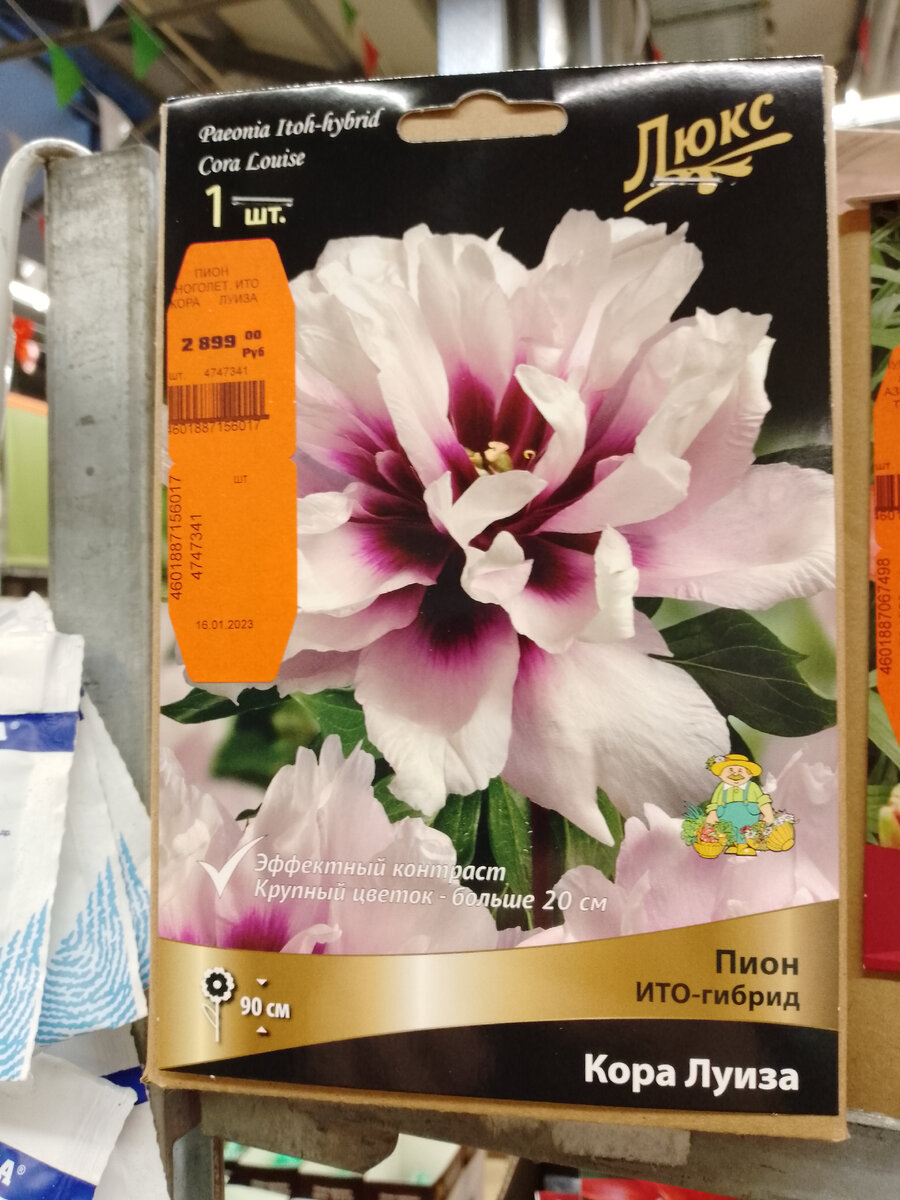 Paeonia Itoh-hybrid
Cora Louise
1 шт.
Люкс
ПИОН
НОГОЛЕТ. ИТО
КОРА ЛУИЗА
2 899 00
Руб
шт. 4747341
4601887156017
шт
4601887156017
4747341
16.01.2023
Эффектный контраст
Крупный цветок - больше 20 см
90 см
Пион
ИТО-гибрид
Кора Луиза
шт.
4601887067498